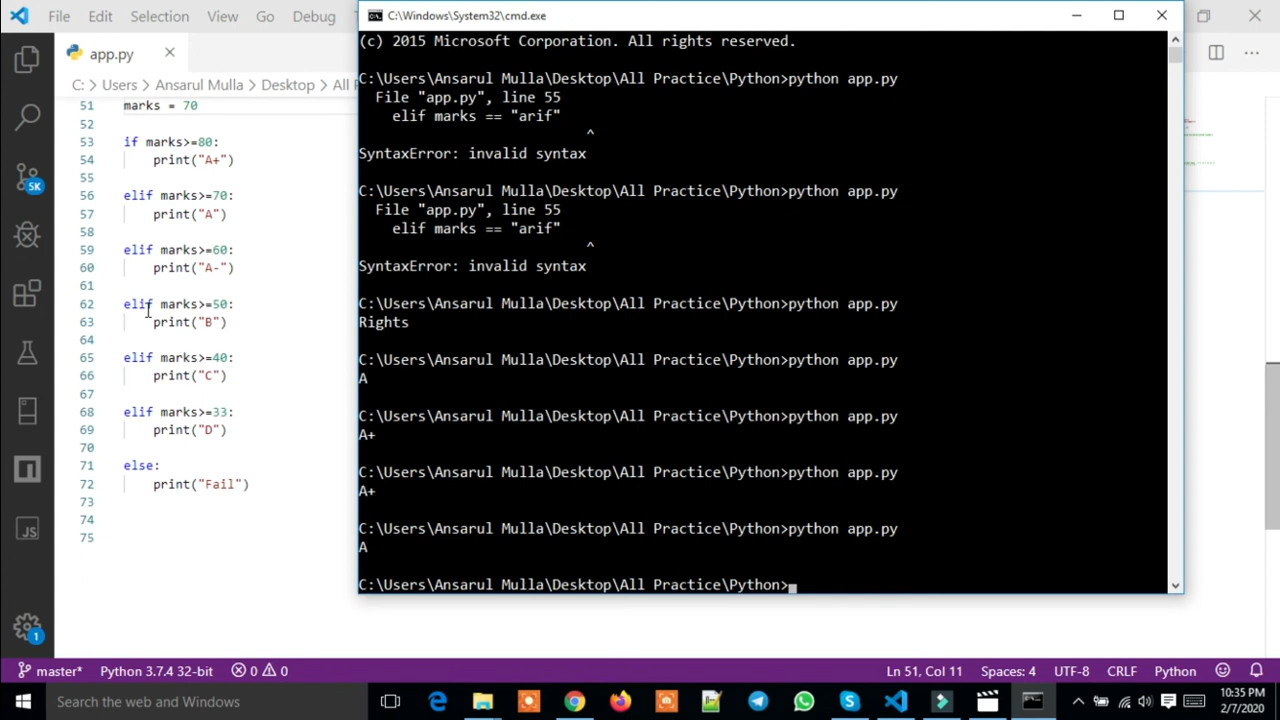 File Edit Selection View Go Debug
C:\Windows\System32\cmd.exe
app.py
C: > Users > Ansarul Mulla > Desktop > All
51 marks = 70
52
53 if marks>=80:
54 print("A+")
55
56 elif marks>=70:
57 print("A")
58
59 elif marks>=60:
60 print("A-")
61
62 elif marks>=50:
63 print("B")
64
65 elif marks>=40:
66 print("C")
67
68 elif marks>=33:
69 print("D")
70
71 else:
72 print("Fail")
73
74
75
(c) 2015 Microsoft Corporation. All rights reserved.
C:\Users\Ansarul Mulla\Desktop\All Practice\Python>python app.py
File "app.py", line 55
elif marks == "arif"
^
SyntaxError: invalid syntax
C:\Users\Ansarul Mulla\Desktop\All Practice\Python>python app.py
File "app.py", line 55
elif marks == "arif"
^
SyntaxError: invalid syntax
C:\Users\Ansarul Mulla\Desktop\All Practice\Python>python app.py
Rights
C:\Users\Ansarul Mulla\Desktop\All Practice\Python>python app.py
A
C:\Users\Ansarul Mulla\Desktop\All Practice\Python>python app.py
A+
C:\Users\Ansarul Mulla\Desktop\All Practice\Python>python app.py
A+
C:\Users\Ansarul Mulla\Desktop\All Practice\Python>python app.py
A
C:\Users\Ansarul Mulla\Desktop\All Practice\Python>
5K
JS
1
master* Python 3.7.4 32-bit 0 0 Ln 51, Col 11 Spaces: 4 UTF-8 CRLF Python
Search the web and Windows
10:35 PM
2/7/2020